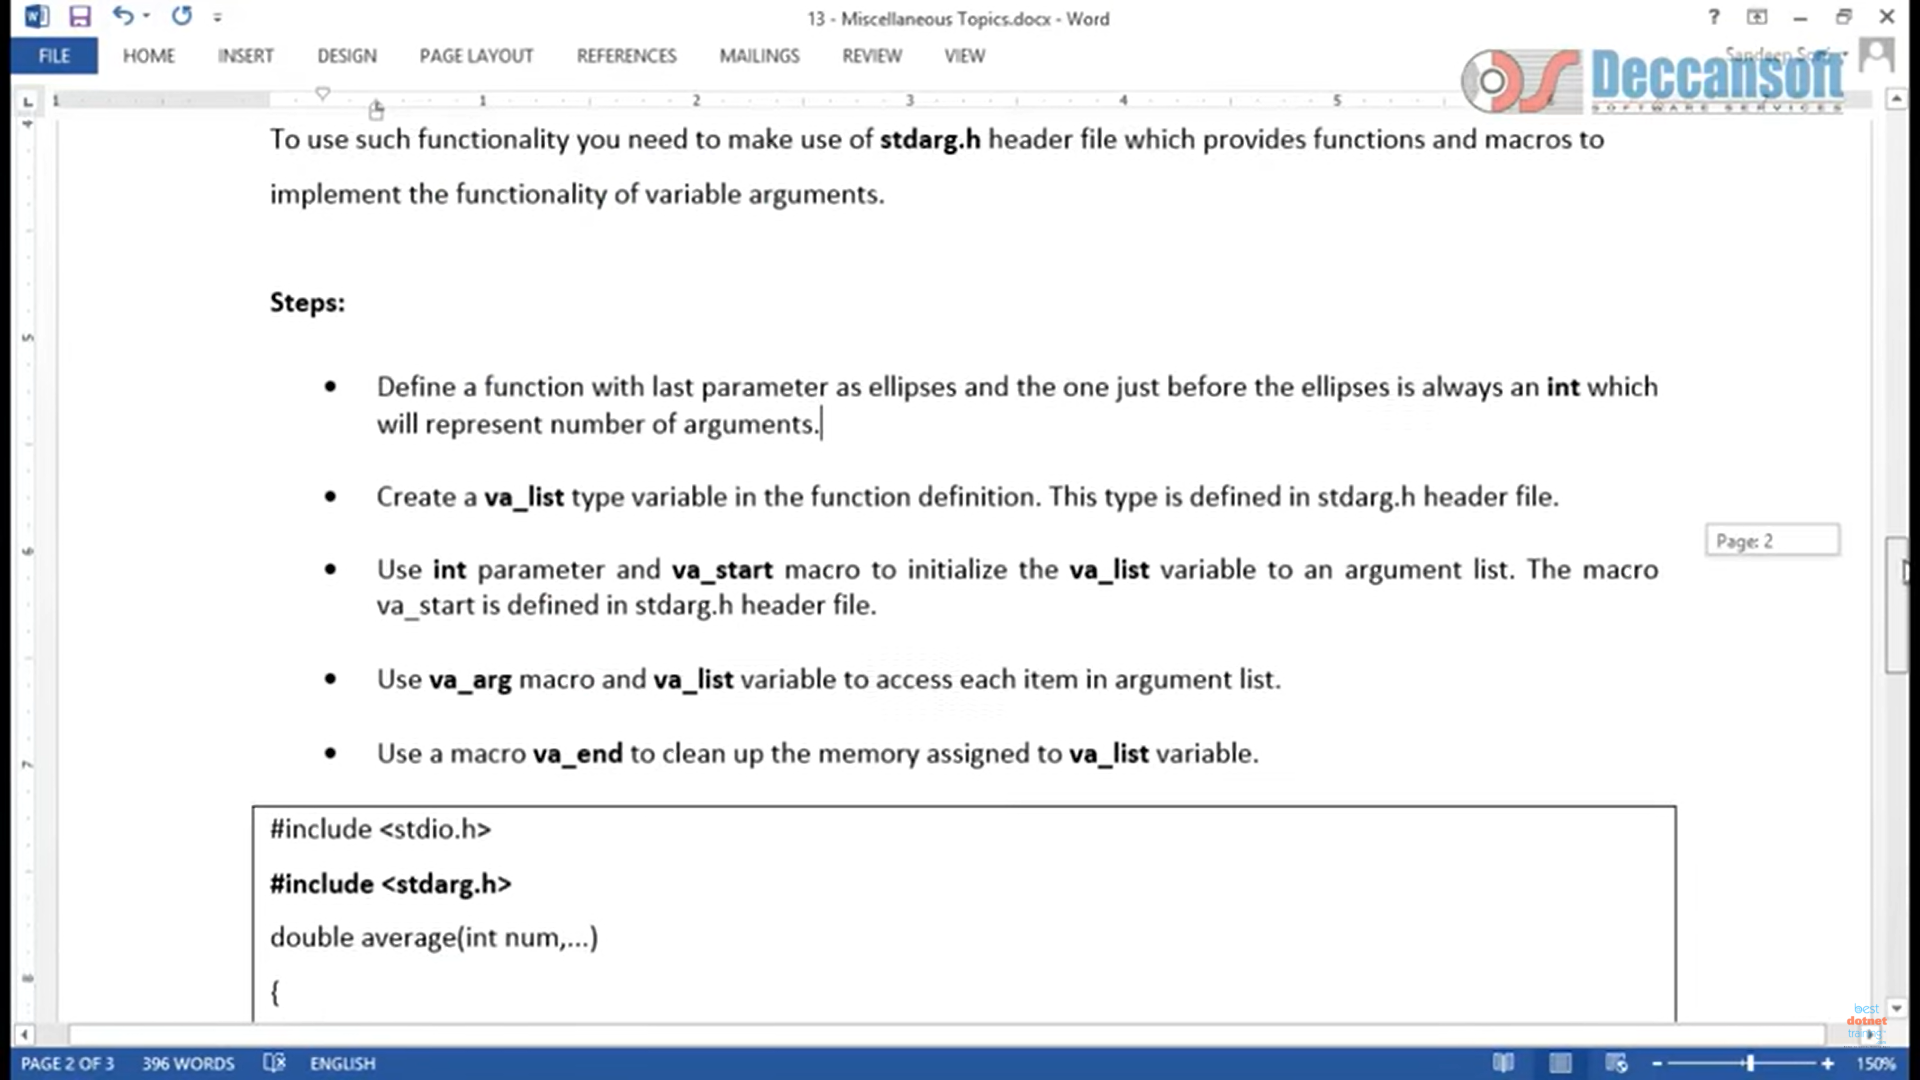 13 - Miscellaneous Topics.docx - Word
?
FILE HOME INSERT DESIGN PAGE LAYOUT REFERENCES MAILINGS REVIEW VIEW
Deccansoft
SOFTWARE SERVICES
L 1 1 2 3 4 5
To use such functionality you need to make use of stdarg.h header file which provides functions and macros to
implement the functionality of variable arguments.
Steps:
• Define a function with last parameter as ellipses and the one just before the ellipses is always an int which
will represent number of arguments.
• Create a va_list type variable in the function definition. This type is defined in stdarg.h header file.
Page: 2
• Use int parameter and va_start macro to initialize the va_list variable to an argument list. The macro
va_start is defined in stdarg.h header file.
• Use va_arg macro and va_list variable to access each item in argument list.
• Use a macro va_end to clean up the memory assigned to va_list variable.
#include <stdio.h>
#include <stdarg.h>
double average(int num,...)
{
best
dotnet
training
PAGE 2 OF 3 396 WORDS ENGLISH 150%